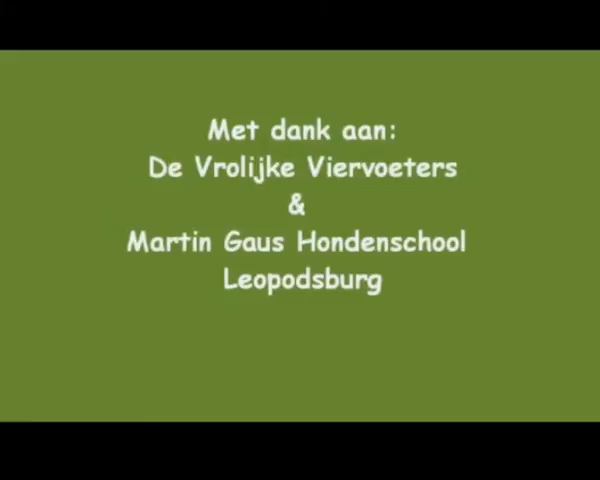 Met dank aan:
De Vrolijke Viervoeters
&
Martin Gaus Hondenschool
Leopodsburg